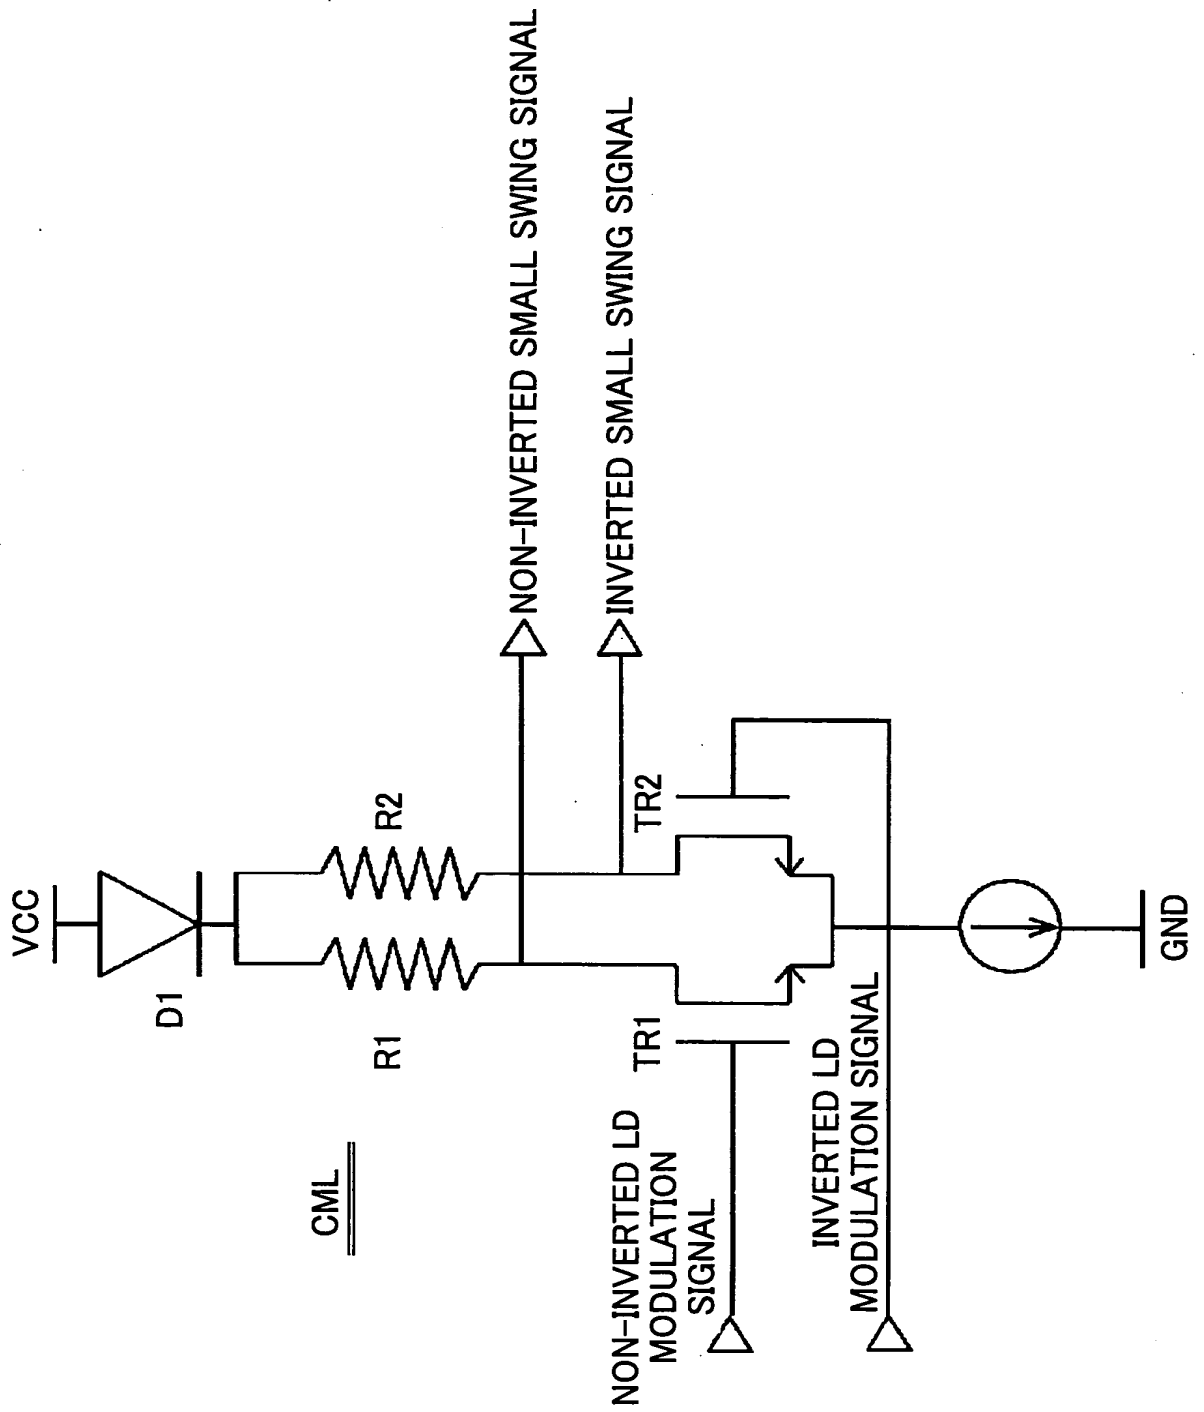 CML
VCC
D1
R1
R2
NON-INVERTED SMALL SWING SIGNAL
INVERTED SMALL SWING SIGNAL
NON-INVERTED LD
MODULATION
SIGNAL
TR1
TR2
INVERTED LD
MODULATION SIGNAL
GND